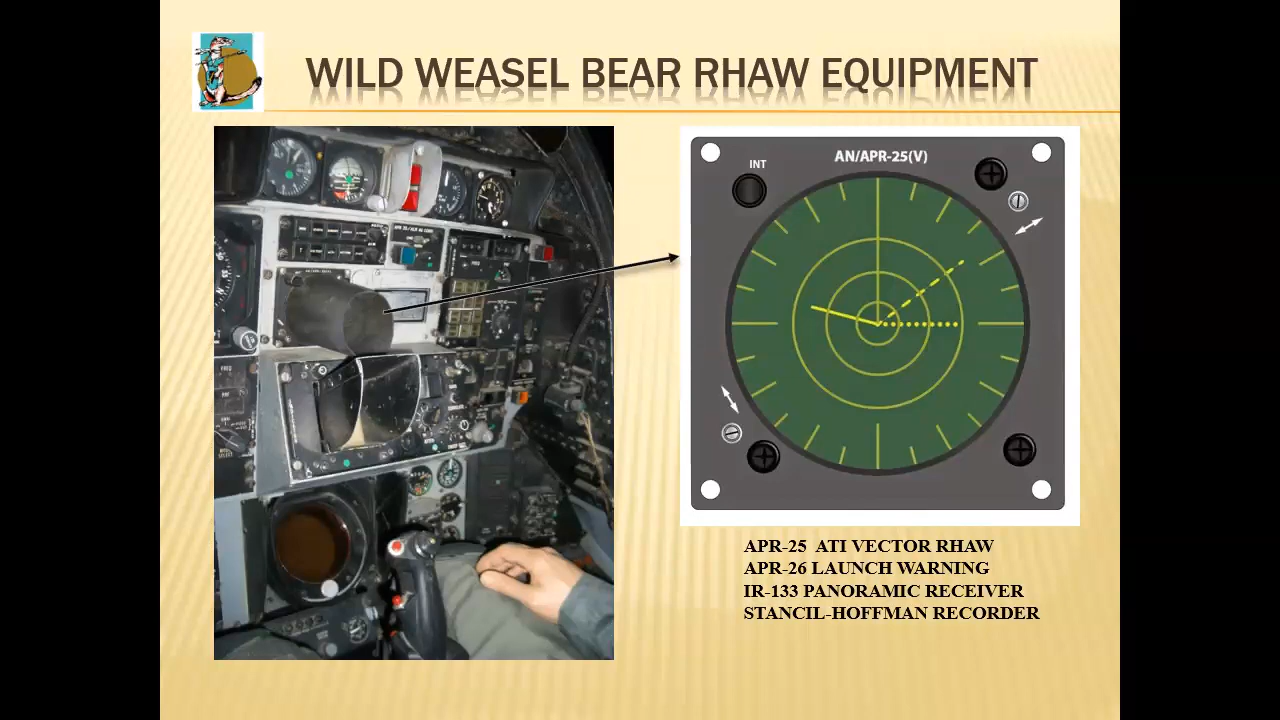 WILD WEASEL BEAR RHAW EQUIPMENT
INT
AN/APR-25(V)
APR-25 ATI VECTOR RHAW
APR-26 LAUNCH WARNING
IR-133 PANORAMIC RECEIVER
STANCIL-HOFFMAN RECORDER